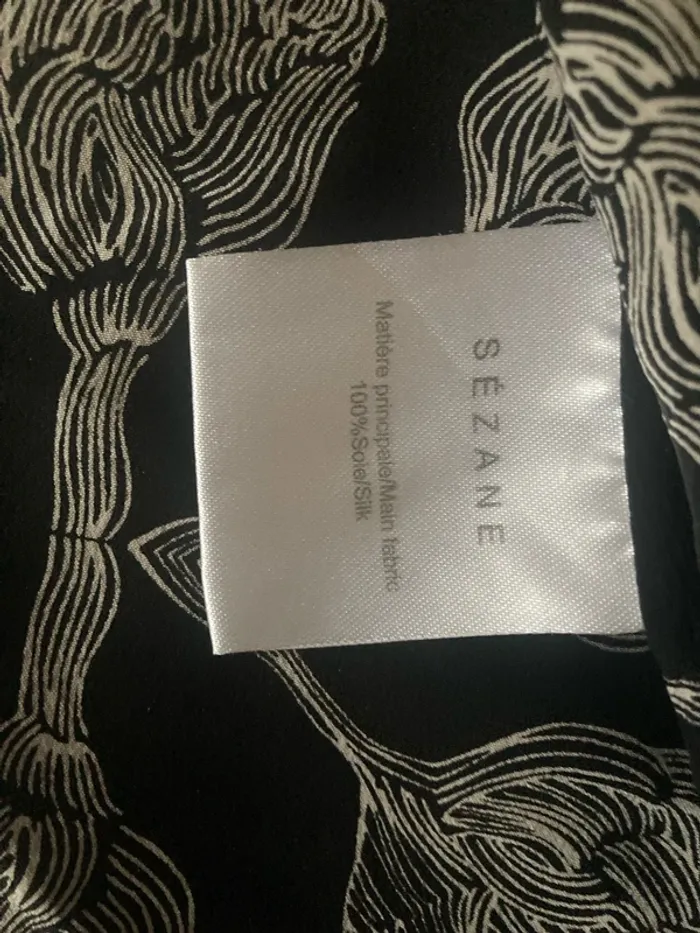 SÉZANE
Matière principale/Main fabric
100%Soie/Silk